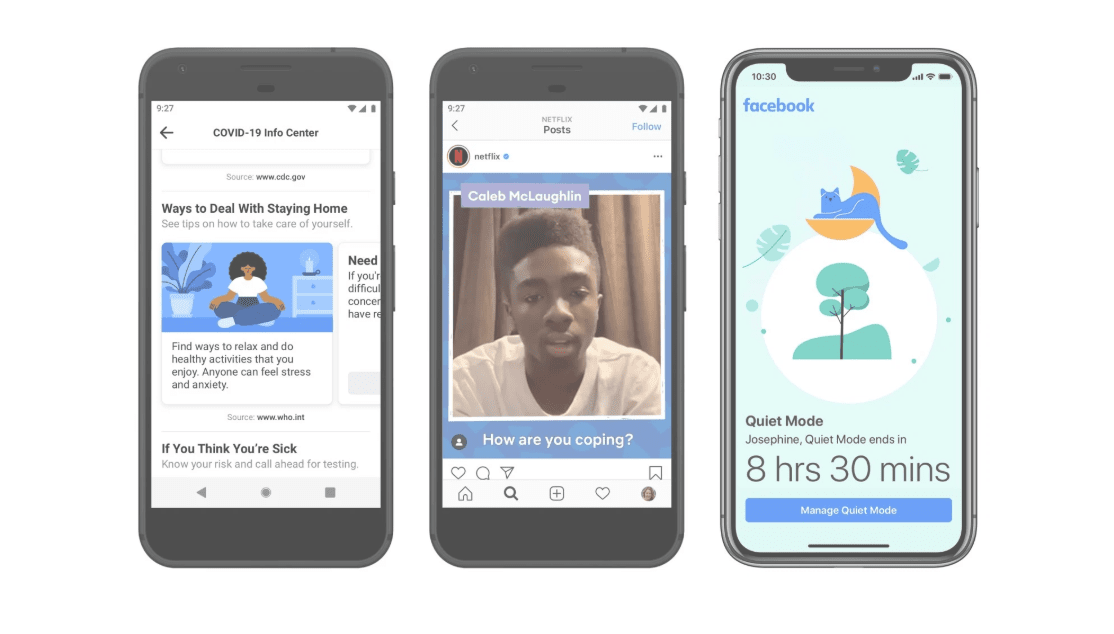 9:27
COVID-19 Info Center
Source: www.cdc.gov
Ways to Deal With Staying Home
See tips on how to take care of yourself.
Find ways to relax and do
healthy activities that you
enjoy. Anyone can feel stress
and anxiety.
Need
If you'r
difficul
concer
have re
Source: www.who.int
If You Think You're Sick
Know your risk and call ahead for testing.
9:27
NETFLIX
Posts
Follow
netflix
Caleb McLaughlin
How are you coping?
10:30
facebook
Quiet Mode
Josephine, Quiet Mode ends in
8 hrs 30 mins
Manage Quiet Mode